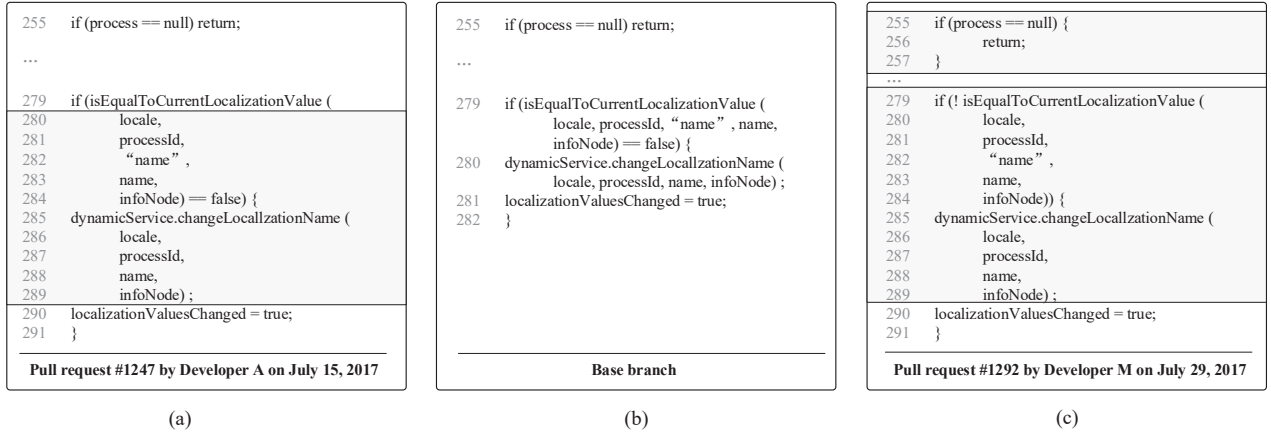 255 if (process == null) return;
...
279 if (isEqualToCurrentLocalizationValue (
280 locale,
281 processId,
282 “name”,
283 name,
284 infoNode) == false) {
285 dynamicService.changeLocallzationName (
286 locale,
287 processId,
288 name,
289 infoNode) ;
290 localizationValuesChanged = true;
291 }
Pull request #1247 by Developer A on July 15, 2017
(a)
255 if (process == null) return;
...
279 if (isEqualToCurrentLocalizationValue (
locale, processId, “name”, name,
infoNode) == false) {
280 dynamicService.changeLocallzationName (
locale, processId, name, infoNode) ;
281 localizationValuesChanged = true;
282 }
Base branch
(b)
255 if (process == null) {
256 return;
257 }
...
279 if (! isEqualToCurrentLocalizationValue (
280 locale,
281 processId,
282 “name”,
283 name,
284 infoNode)) {
285 dynamicService.changeLocallzationName (
286 locale,
287 processId,
288 name,
289 infoNode) ;
290 localizationValuesChanged = true;
291 }
Pull request #1292 by Developer M on July 29, 2017
(c)